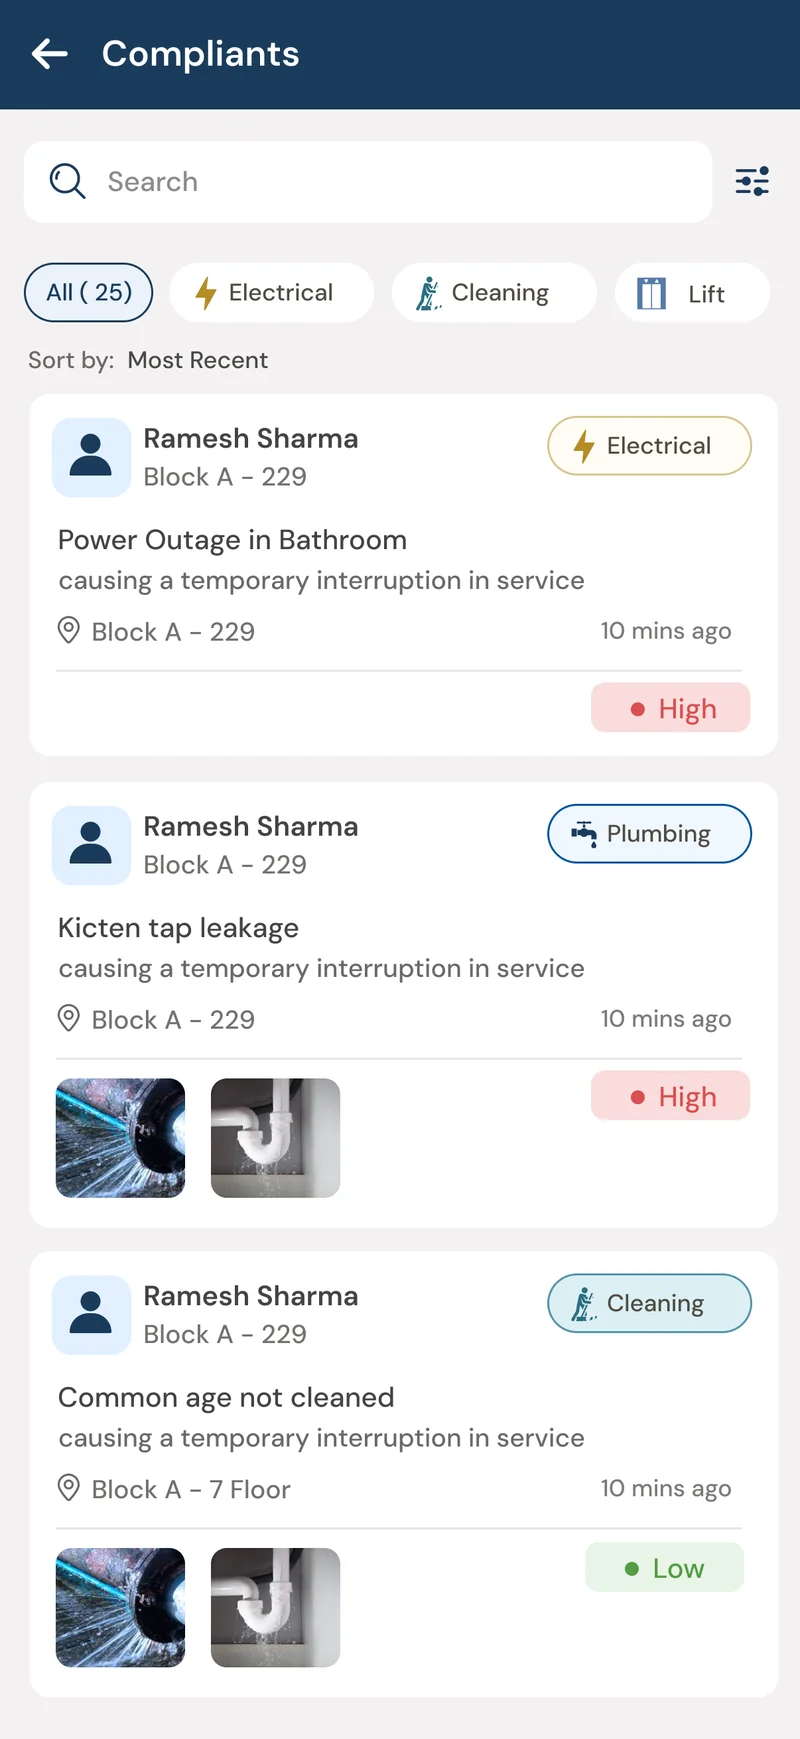 Compliants
Search
All ( 25)
Electrical
Cleaning
Lift
Sort by: Most Recent
Ramesh Sharma
Block A - 229
Electrical
Power Outage in Bathroom
causing a temporary interruption in service
Block A - 229
10 mins ago
High
Ramesh Sharma
Block A - 229
Plumbing
Kicten tap leakage
causing a temporary interruption in service
Block A - 229
10 mins ago
High
Ramesh Sharma
Block A - 229
Cleaning
Common age not cleaned
causing a temporary interruption in service
Block A - 7 Floor
10 mins ago
Low